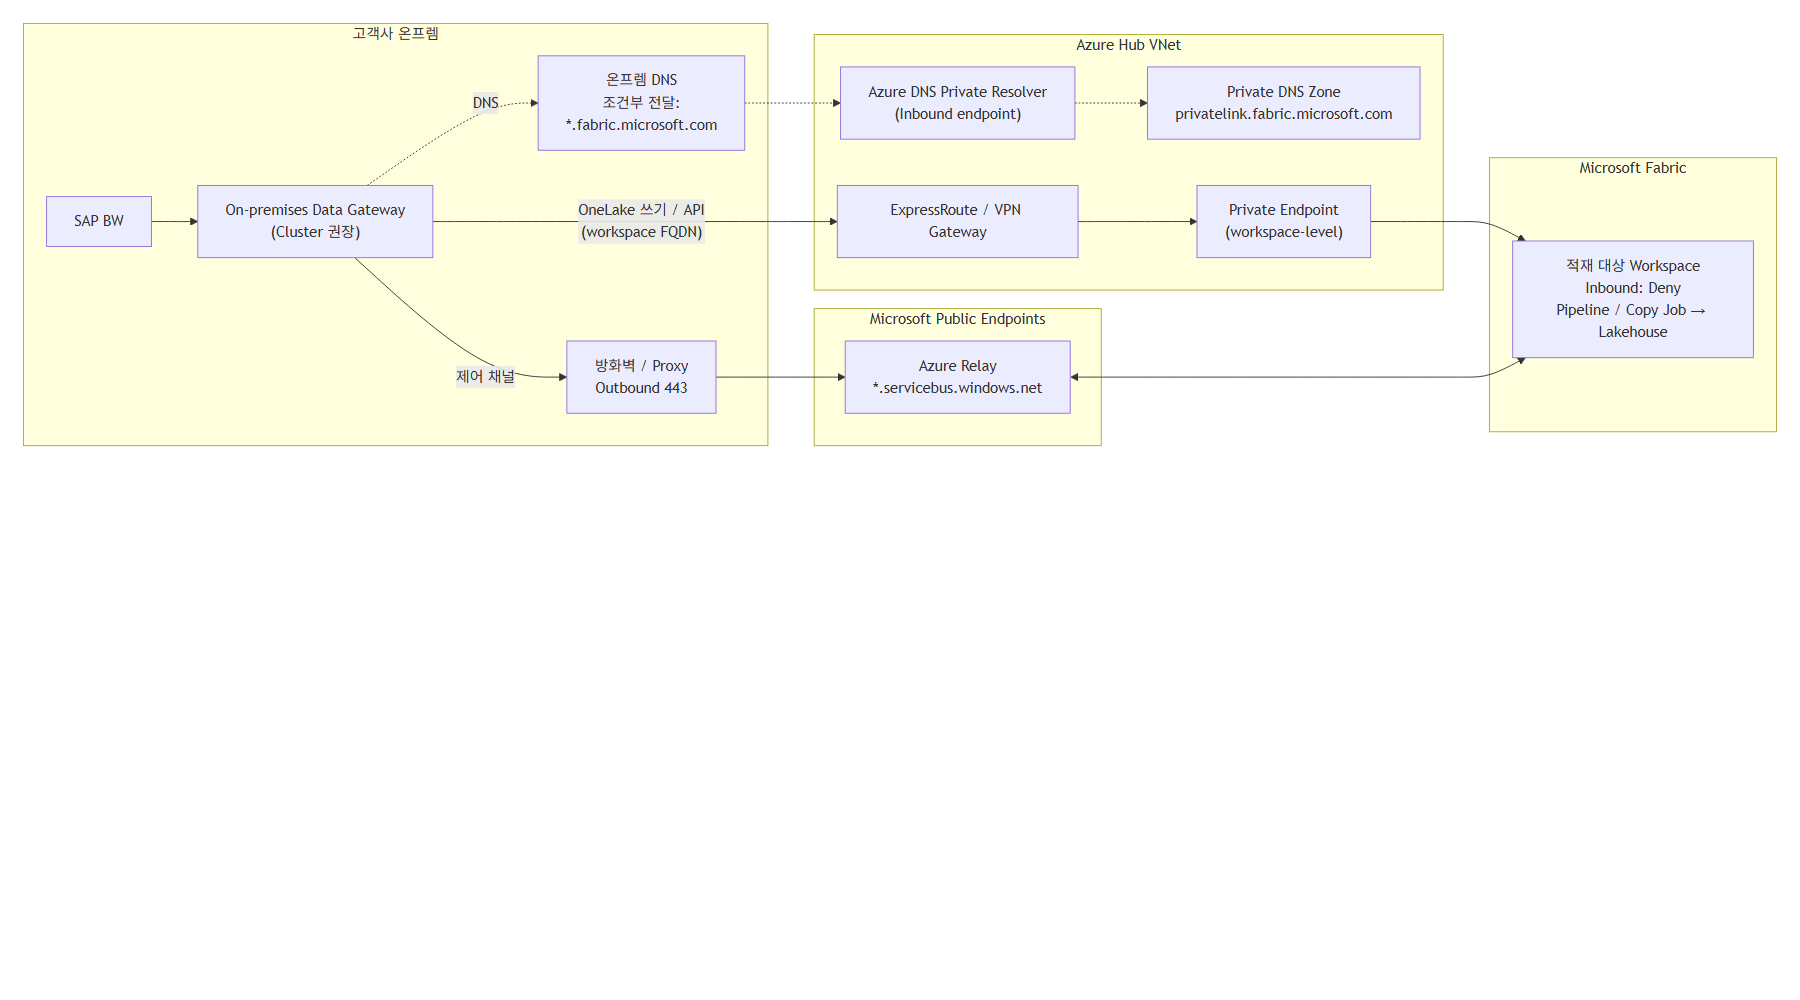 고객사 온프렘
SAP BW
On-premises Data Gateway
(Cluster 권장)
DNS
온프렘 DNS
조건부 전달:
*.fabric.microsoft.com
OneLake 쓰기 / API
(workspace FQDN)
제어 채널
방화벽 / Proxy
Outbound 443
Azure Hub VNet
Azure DNS Private Resolver
(Inbound endpoint)
Private DNS Zone
privatelink.fabric.microsoft.com
ExpressRoute / VPN
Gateway
Private Endpoint
(workspace-level)
Microsoft Public Endpoints
Azure Relay
*.servicebus.windows.net
Microsoft Fabric
적재 대상 Workspace
Inbound: Deny
Pipeline / Copy Job →
Lakehouse